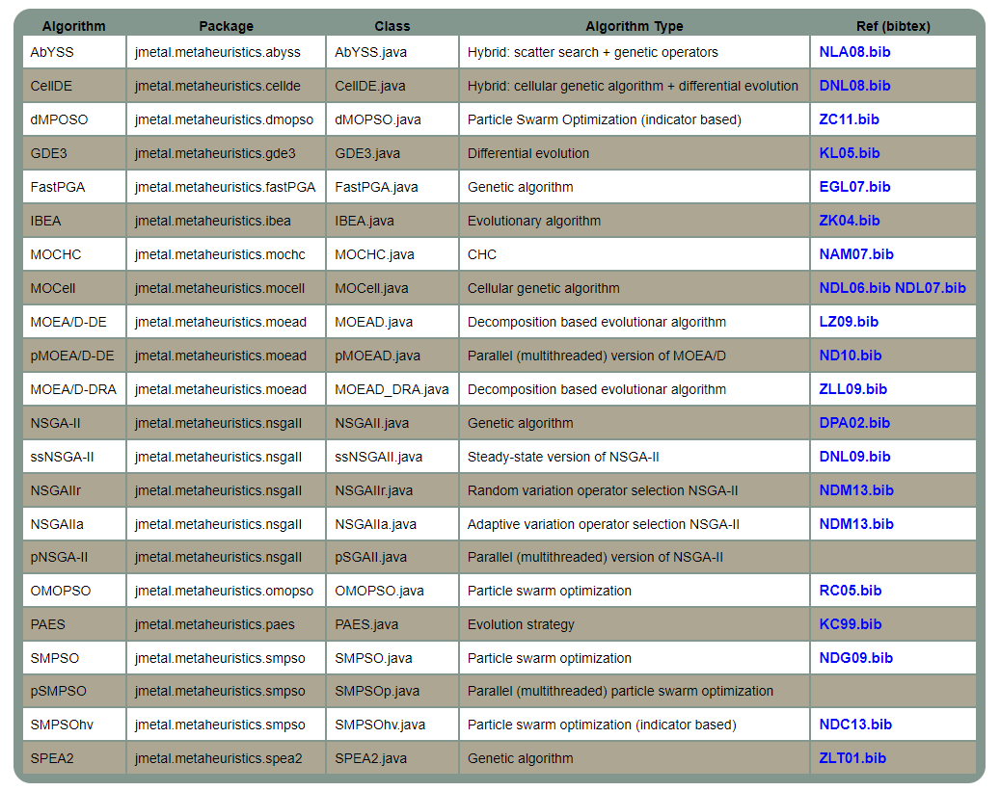 Algorithm Package Class Algorithm Type Ref (bibtex)
AbYSS jmetal.metaheuristics.abyss AbYSS.java Hybrid: scatter search + genetic operators NLA08.bib
CellDE jmetal.metaheuristics.cellde CellDE.java Hybrid: cellular genetic algorithm + differential evolution DNL08.bib
dMPOSO jmetal.metaheuristics.dmopso dMOPSO.java Particle Swarm Optimization (indicator based) ZC11.bib
GDE3 jmetal.metaheuristics.gde3 GDE3.java Differential evolution KL05.bib
FastPGA jmetal.metaheuristics.fastPGA FastPGA.java Genetic algorithm EGL07.bib
IBEA jmetal.metaheuristics.ibea IBEA.java Evolutionary algorithm ZK04.bib
MOCHC jmetal.metaheuristics.mochc MOCHC.java CHC NAM07.bib
MOCell jmetal.metaheuristics.mocell MOCell.java Cellular genetic algorithm NDL06.bib NDL07.bib
MOEA/D-DE jmetal.metaheuristics.moead MOEAD.java Decomposition based evolutionar algorithm LZ09.bib
pMOEA/D-DE jmetal.metaheuristics.moead pMOEAD.java Parallel (multithreaded) version of MOEA/D ND10.bib
MOEA/D-DRA jmetal.metaheuristics.moead MOEAD_DRA.java Decomposition based evolutionar algorithm ZLL09.bib
NSGA-II jmetal.metaheuristics.nsgaII NSGAII.java Genetic algorithm DPA02.bib
ssNSGA-II jmetal.metaheuristics.nsgaII ssNSGAII.java Steady-state version of NSGA-II DNL09.bib
NSGAIIr jmetal.metaheuristics.nsgaII NSGAIIr.java Random variation operator selection NSGA-II NDM13.bib
NSGAIIa jmetal.metaheuristics.nsgaII NSGAIIa.java Adaptive variation operator selection NSGA-II NDM13.bib
pNSGA-II jmetal.metaheuristics.nsgaII pSGAII.java Parallel (multithreaded) version of NSGA-II
OMOPSO jmetal.metaheuristics.omopso OMOPSO.java Particle swarm optimization RC05.bib
PAES jmetal.metaheuristics.paes PAES.java Evolution strategy KC99.bib
SMPSO jmetal.metaheuristics.smpso SMPSO.java Particle swarm optimization NDG09.bib
pSMPSO jmetal.metaheuristics.smpso SMPSOp.java Parallel (multithreaded) particle swarm optimization
SMPSOhv jmetal.metaheuristics.smpso SMPSOhv.java Particle swarm optimization (indicator based) NDC13.bib
SPEA2 jmetal.metaheuristics.spea2 SPEA2.java Genetic algorithm ZLT01.bib